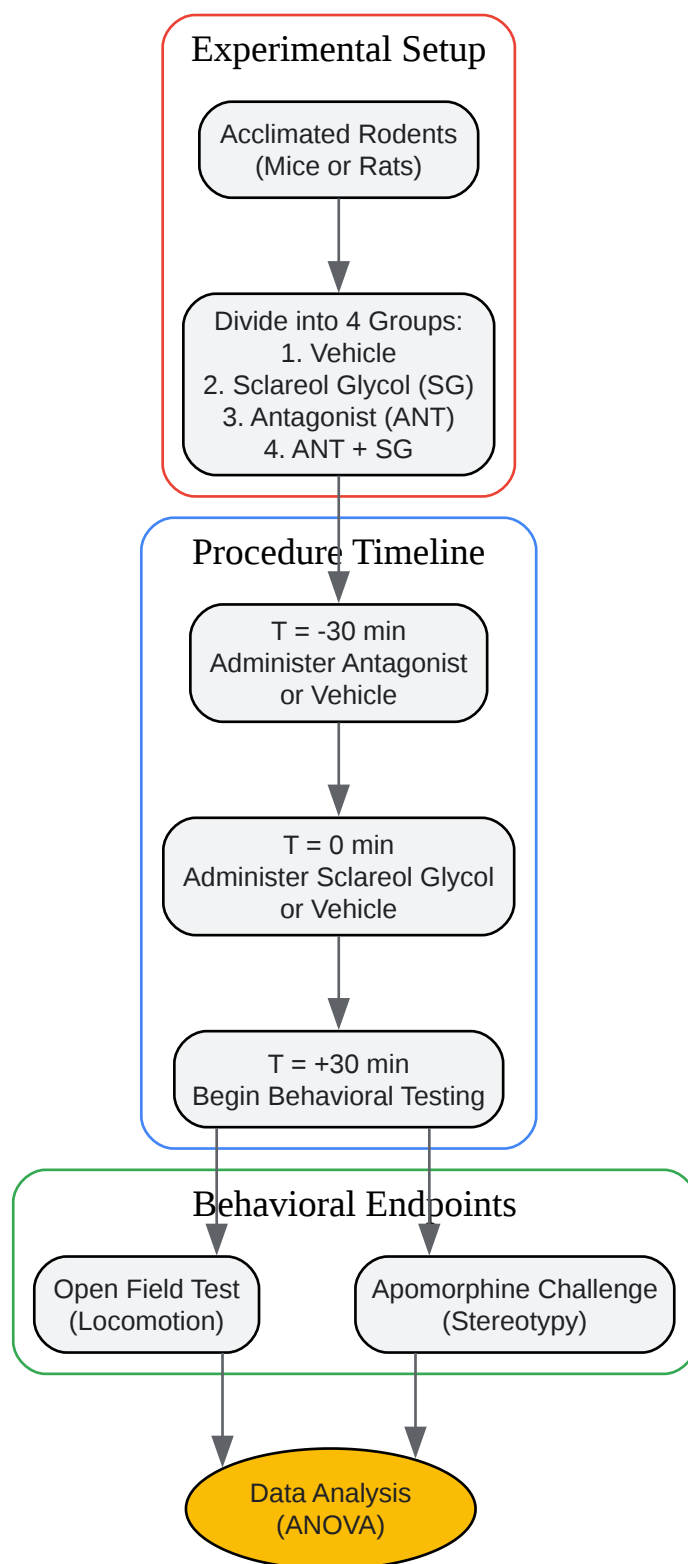 Experimental Setup
Acclimated Rodents
(Mice or Rats)
Divide into 4 Groups:
1. Vehicle
2. Sclareol Glycol (SG)
3. Antagonist (ANT)
4. ANT + SG
Procedure Timeline
T = -30 min
Administer Antagonist
or Vehicle
T = 0 min
Administer Sclareol Glycol
or Vehicle
T = +30 min
Begin Behavioral Testing
Behavioral Endpoints
Open Field Test
(Locomotion)
Apomorphine Challenge
(Stereotypy)
Data Analysis
(ANOVA)